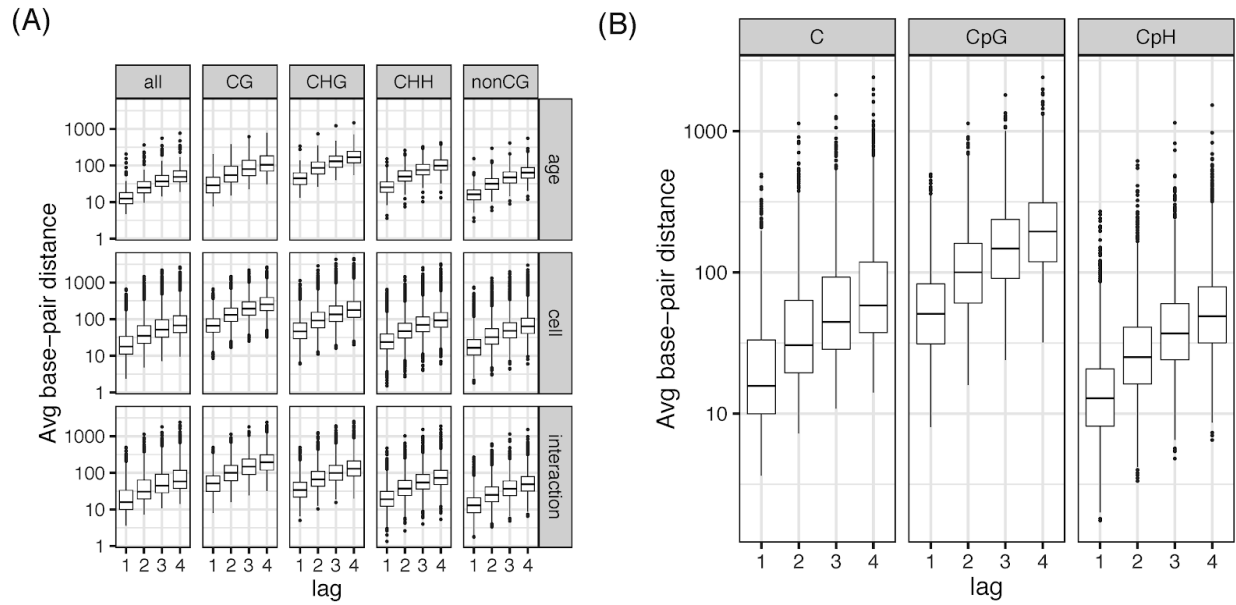 (A)
all CG CHG CHH nonCG
Avg base-pair distance
1000
100
10
1
age
1000
100
10
1
cell
1000
100
10
1
interaction
1 2 3 4 1 2 3 4 1 2 3 4 1 2 3 4 1 2 3 4
lag
(B)
C CpG CpH
Avg base-pair distance
1000
100
10
1 2 3 4 1 2 3 4 1 2 3 4
lag